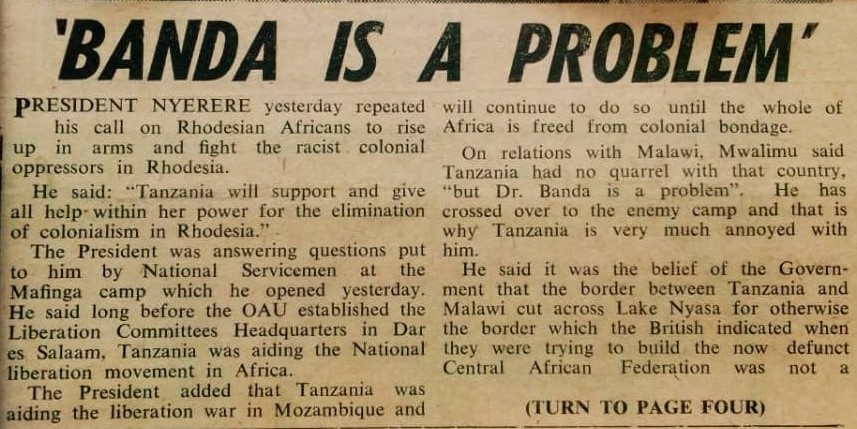 'BANDA IS A PROBLEM'
PRESIDENT NYERERE yesterday repeated
his call on Rhodesian Africans to rise
up in arms and fight the racist colonial
oppressors in Rhodesia.
He said: "Tanzania will support and give
all help within her power for the elimination
of colonialism in Rhodesia."
The President was answering questions put
to him by National Servicemen at the
Mafinga camp which he opened yesterday.
He said long before the OAU established the
Liberation Committees Headquarters in Dar
es Salaam, Tanzania was aiding the National
liberation movement in Africa.
The President added that Tanzania was
aiding the liberation war in Mozambique and
will continue to do so until the whole of
Africa is freed from colonial bondage.
On relations with Malawi, Mwalimu said
Tanzania had no quarrel with that country,
"but Dr. Banda is a problem". He has
crossed over to the enemy camp and that is
why Tanzania is very much annoyed with
him.
He said it was the belief of the Govern-
ment that the border between Tanzania and
Malawi cut across Lake Nyasa for otherwise
the border which the British indicated when
they were trying to build the now defunct
Central African Federation was not a
(TURN TO PAGE FOUR)